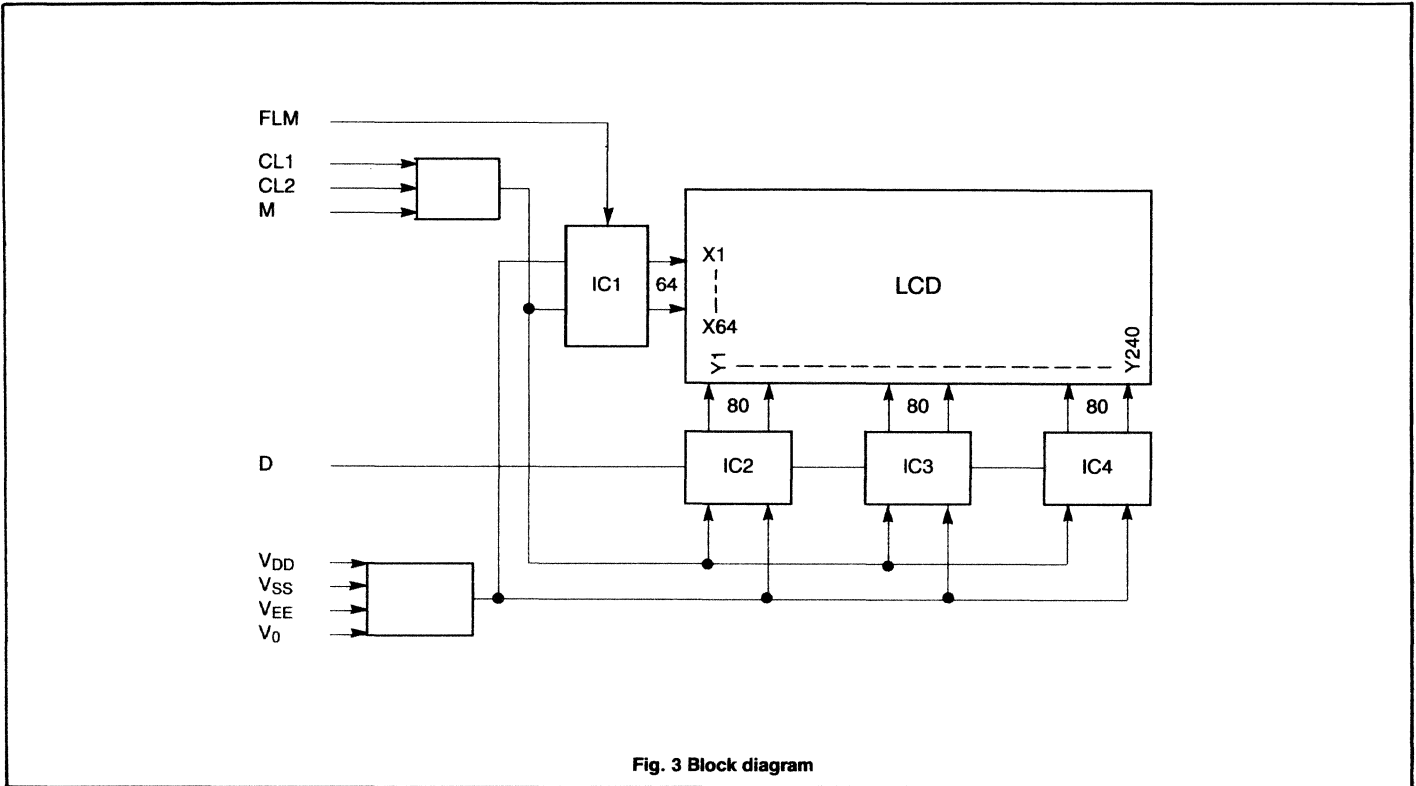 FLM
CL1
CL2
M
IC1
64
X1
X64
LCD
Y1
Y240
80
80
80
D
IC2
IC3
IC4
VDD
VSS
VEE
V0
Fig. 3 Block diagram